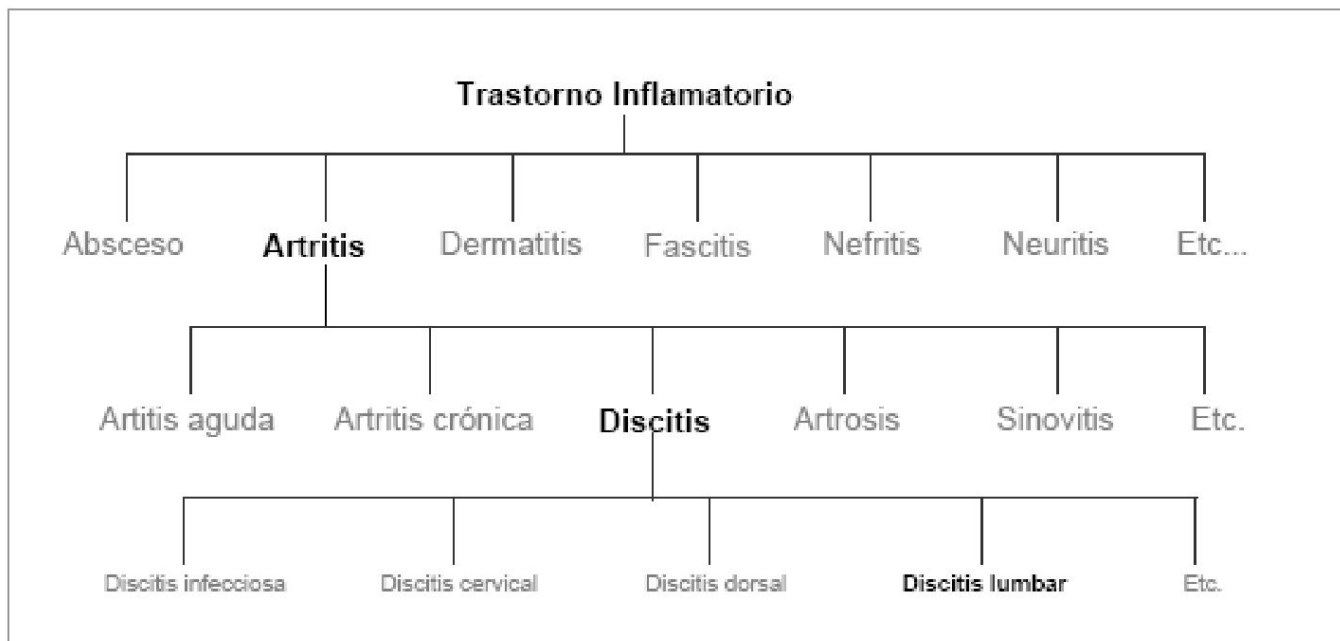 Trastorno Inflamatorio
Absceso Artritis Dermatitis Fascitis Nefritis Neuritis Etc...
Artitis aguda Artritis crónica Discitis Artrosis Sinovitis Etc.
Discitis infecciosa Discitis cervical Discitis dorsal Discitis lumbar Etc.